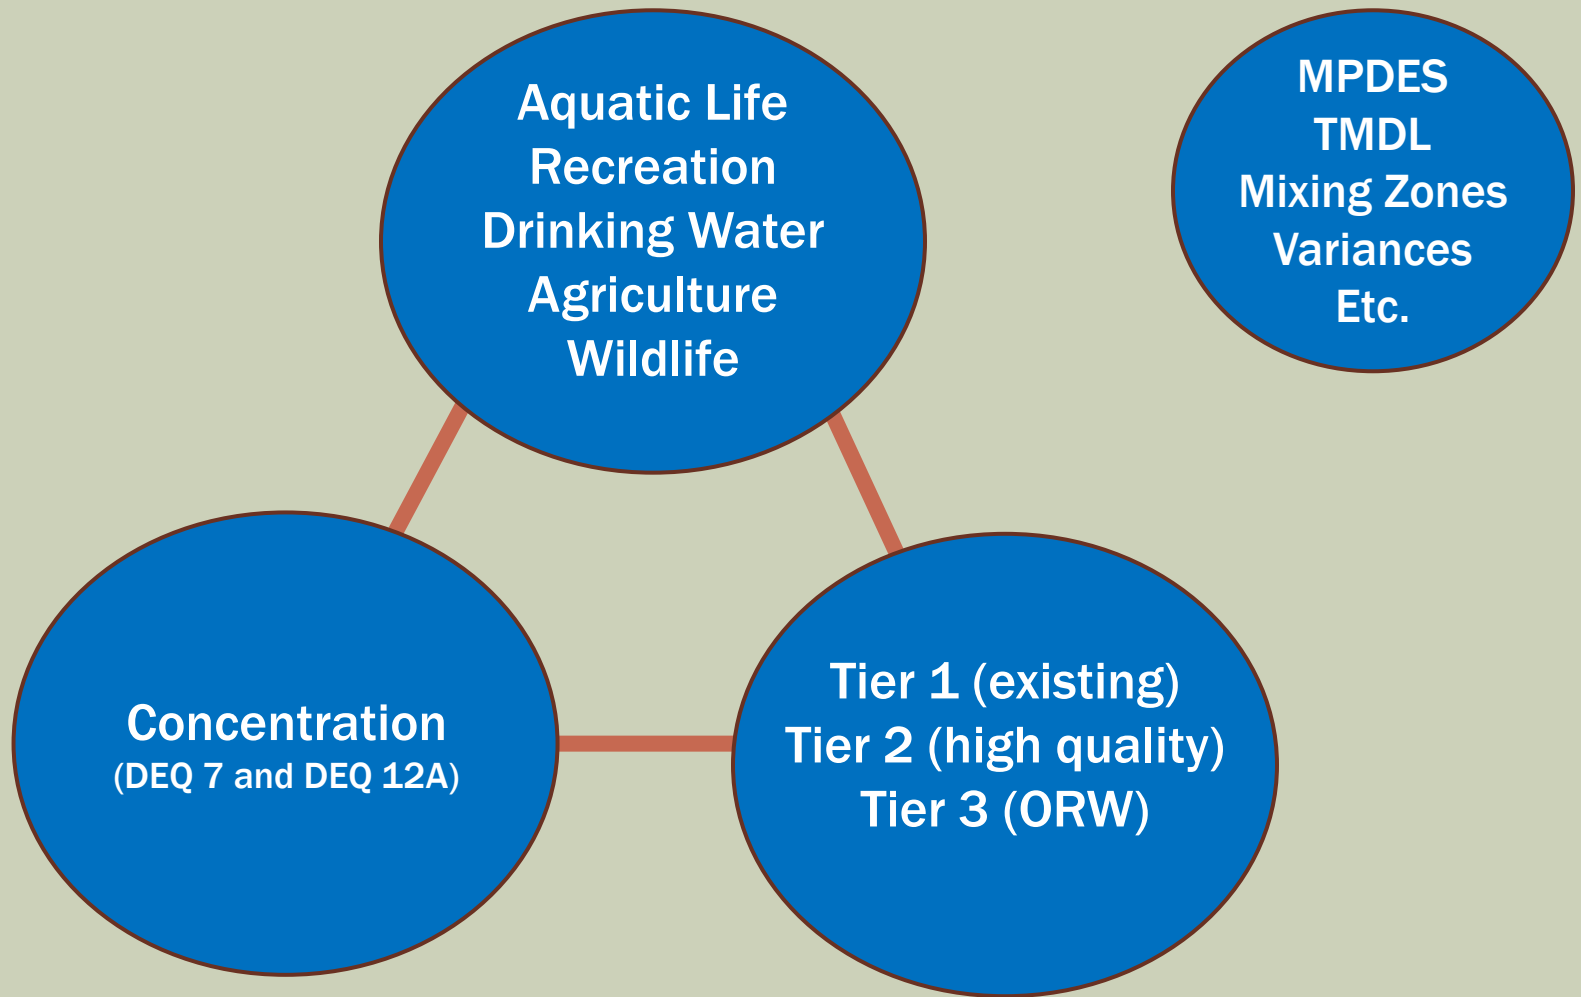 Aquatic Life
Recreation
Drinking Water
Agriculture
Wildlife
MPDES
TMDL
Mixing Zones
Variances
Etc.
Concentration
(DEQ 7 and DEQ 12A)
Tier 1 (existing)
Tier 2 (high quality)
Tier 3 (ORW)